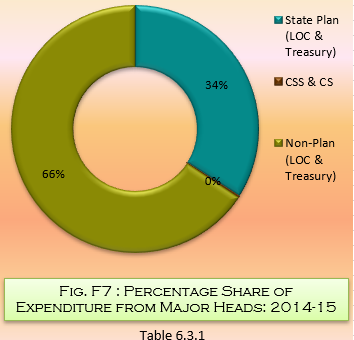 State Plan
(LOC &
Treasury)
34%
CSS & CS
Non-Plan
(LOC &
Treasury)
66%
0%
Fig. F7 : Percentage Share of
Expenditure from Major Heads: 2014-15
Table 6.3.1